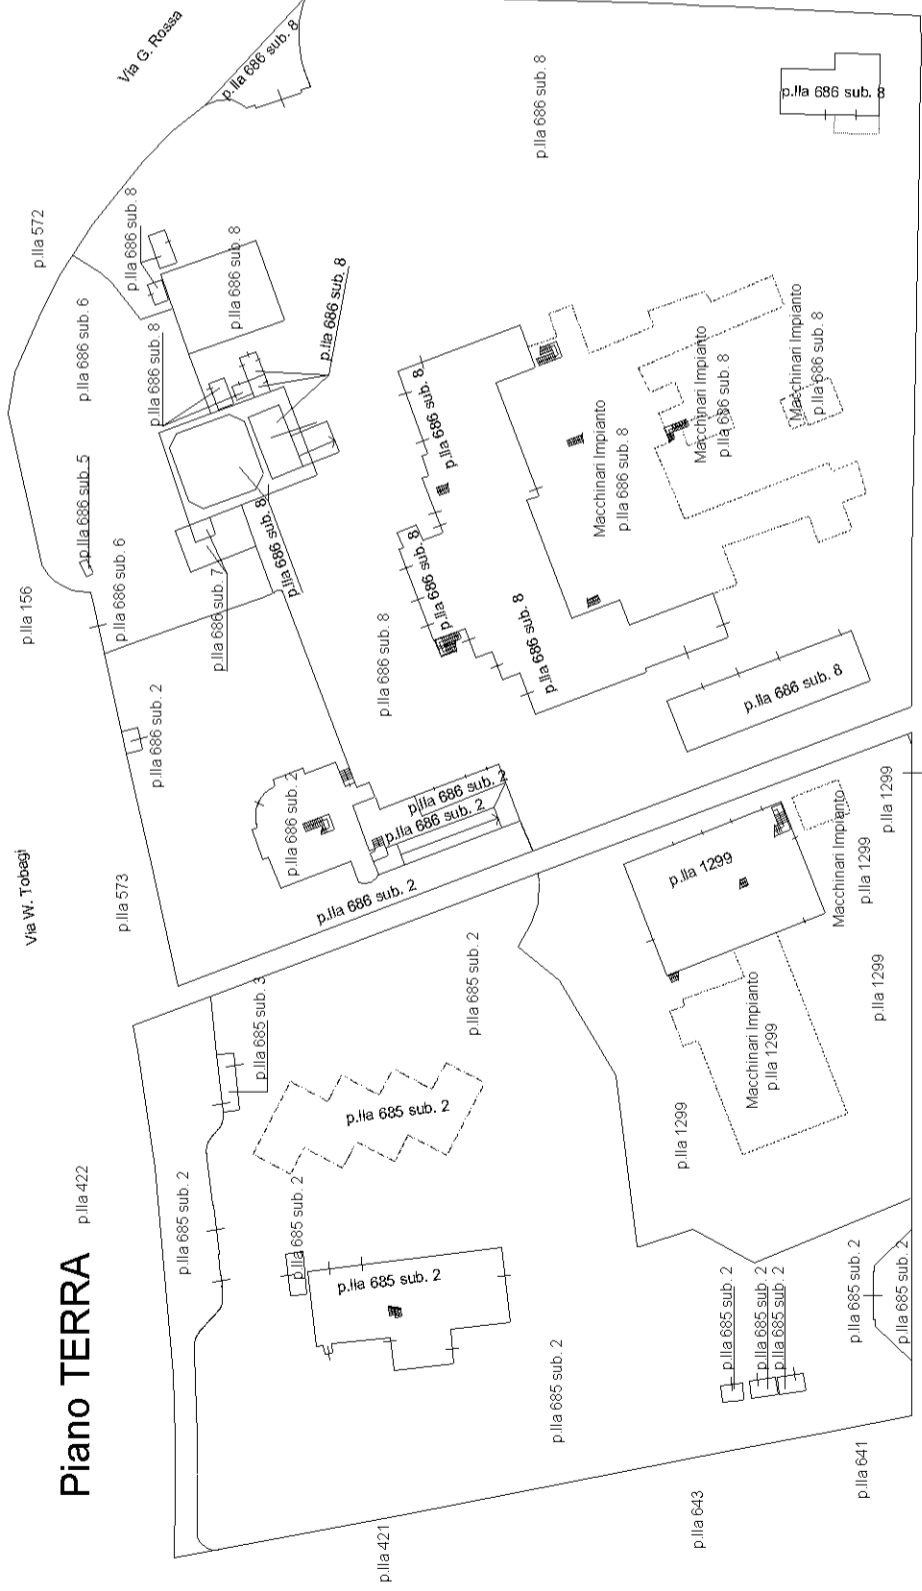 Piano TERRA
Via W. Tobagi
Via G. Rossa
p.lla 422
p.lla 573
p.lla 156
p.lla 572
p.lla 421
p.lla 643
p.lla 641
p.lla 685 sub. 2
p.lla 685 sub. 3
p.lla 685 sub. 2
p.lla 685 sub. 2
p.lla 685 sub. 2
p.lla 685 sub. 2
p.lla 685 sub. 2
p.lla 685 sub. 2
p.lla 685 sub. 2
p.lla 685 sub. 2
p.lla 685 sub. 2
p.lla 685 sub. 2
p.lla 686 sub. 2
p.lla 686 sub. 2
p.lla 686 sub. 2
p.lla 686 sub. 2
p.lla 686 sub. 2
p.lla 686 sub. 6
p.lla 686 sub. 5
p.lla 686 sub. 6
p.lla 686 sub. 7
p.lla 686 sub. 8
p.lla 686 sub. 8
p.lla 686 sub. 8
p.lla 686 sub. 8
p.lla 686 sub. 8
p.lla 686 sub. 8
p.lla 686 sub. 8
p.lla 686 sub. 8
p.lla 686 sub. 8
p.lla 686 sub. 8
p.lla 686 sub. 8
p.lla 686 sub. 8
Macchinari Impianto
p.lla 686 sub. 8
Macchinari Impianto
p.lla 686 sub. 8
Macchinari Impianto
p.lla 686 sub. 8
p.lla 686 sub. 8
p.lla 1299
p.lla 1299
Macchinari Impianto
p.lla 1299
Macchinari Impianto
p.lla 1299
p.lla 1299
p.lla 1299